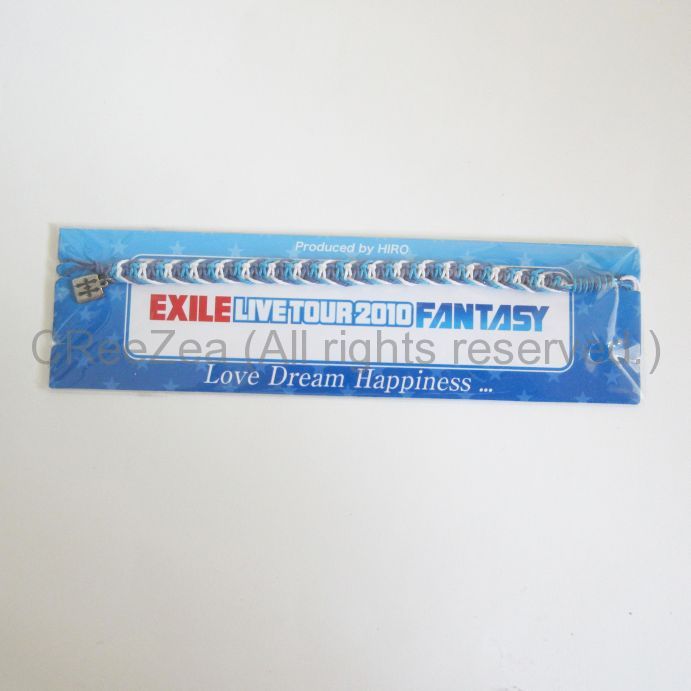 Produced by HIRO
EXILE LIVE TOUR 2010 FANTASY
CReeZea (All rights reserved.)
Love Dream Happiness ...